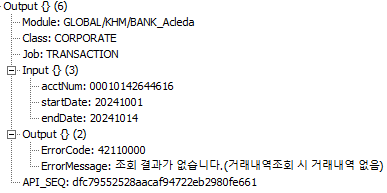 Output {} (6)
Module: GLOBAL/KHM/BANK_Acleda
Class: CORPORATE
Job: TRANSACTION
Input {} (3)
acctNum: 00010142644616
startDate: 20241001
endDate: 20241014
Output {} (2)
ErrorCode: 42110000
ErrorMessage: 조회 결과가 없습니다.(거래내역조회 시 거래내역 없음)
API_SEQ: dfc79552528aacaf94722eb2980fe661